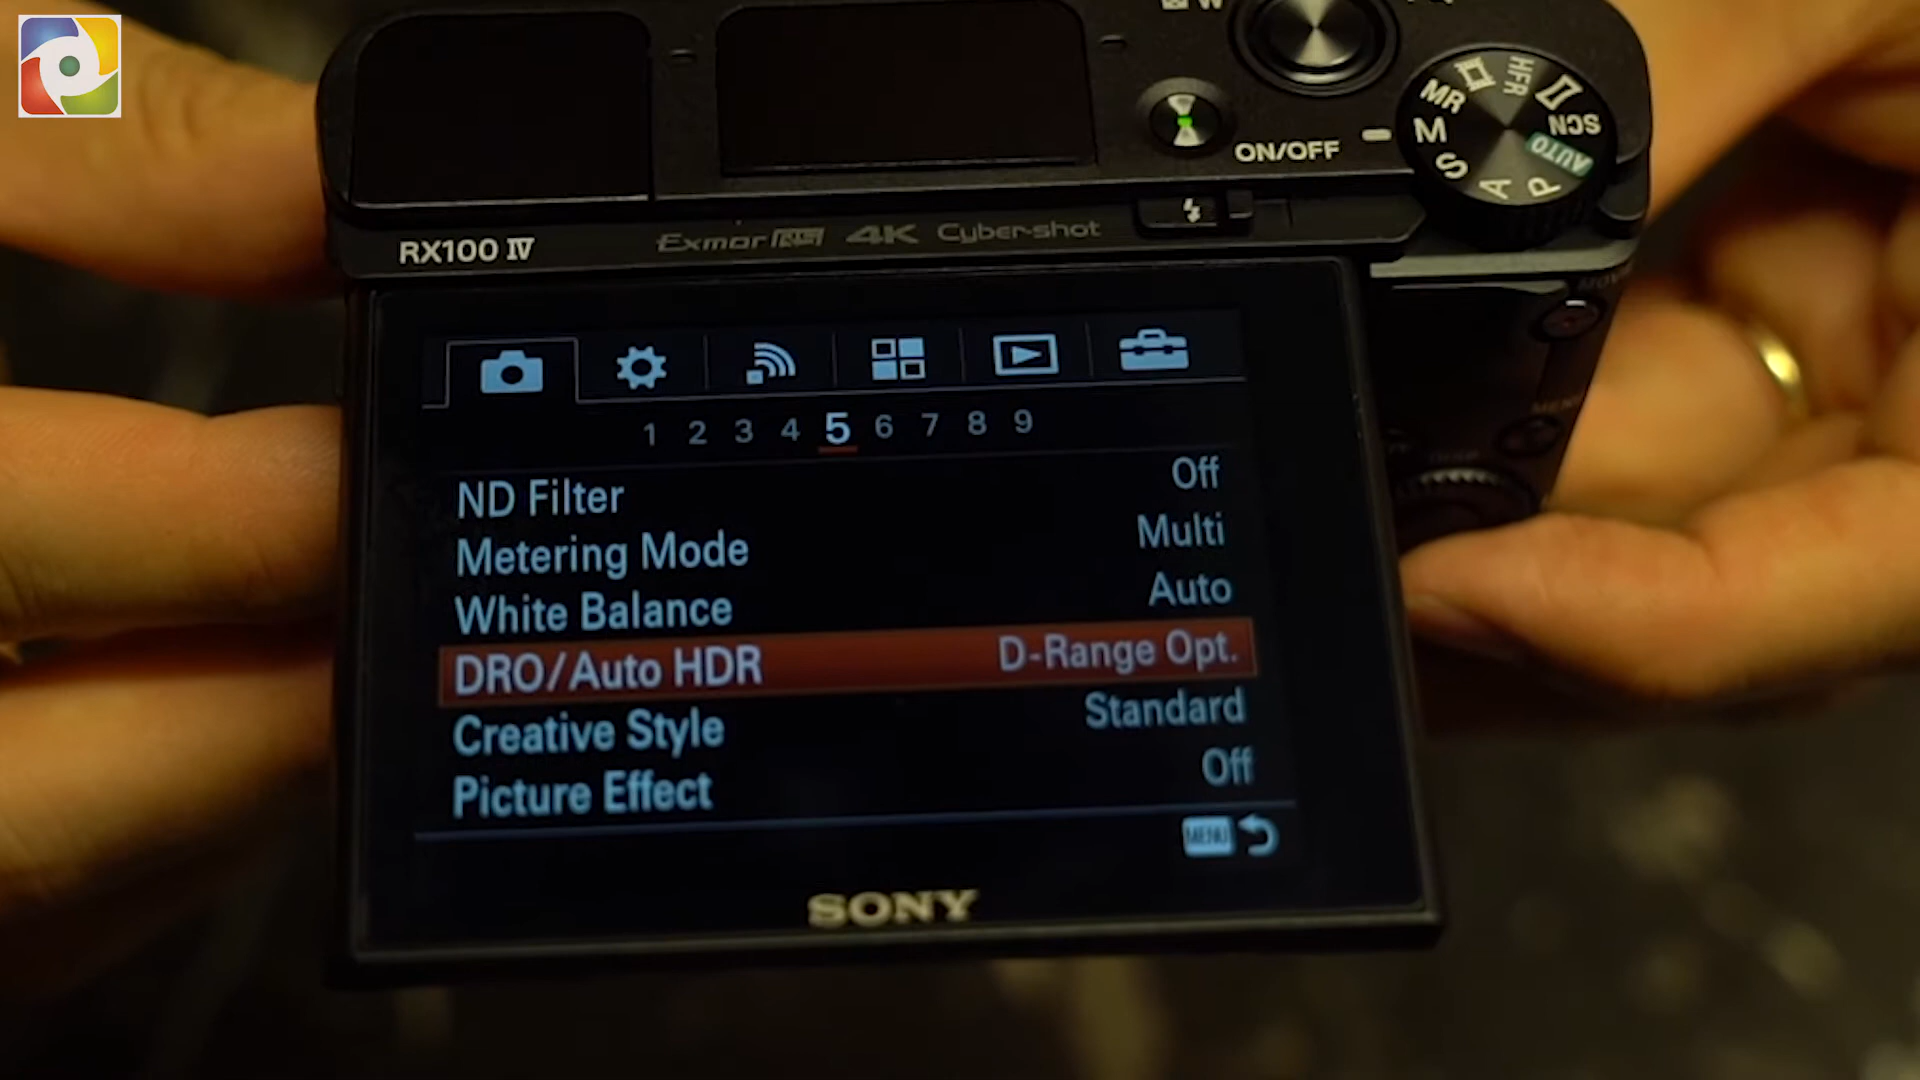 W
ON/OFF
MR
HFR
SCN
AUTO
P
A
S
M
RX100 IV
Exmor RS 4K Cyber-shot
1 2 3 4 5 6 7 8 9
ND Filter Off
Metering Mode Multi
White Balance Auto
DRO/Auto HDR D-Range Opt.
Creative Style Standard
Picture Effect Off
MENU
SONY